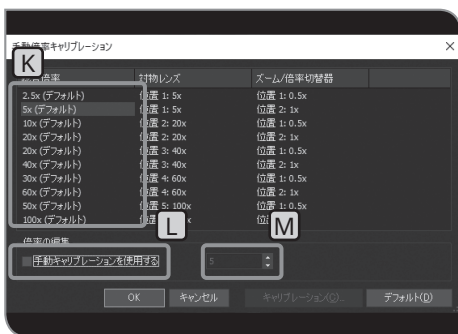 手動倍率キャリブレーション
K
総合倍率 対物レンズ ズーム/倍率切替器
2.5x (デフォルト) 位置 1: 5x 位置 1: 0.5x
5x (デフォルト) 位置 1: 5x 位置 2: 1x
10x (デフォルト) 位置 2: 20x 位置 1: 0.5x
20x (デフォルト) 位置 2: 20x 位置 2: 1x
20x (デフォルト) 位置 3: 40x 位置 1: 0.5x
40x (デフォルト) 位置 3: 40x 位置 2: 1x
30x (デフォルト) 位置 4: 60x 位置 1: 0.5x
60x (デフォルト) 位置 4: 60x 位置 2: 1x
50x (デフォルト) 位置 5: 100x 位置 1: 0.5x
100x (デフォルト)
L M
倍率の編集
手動キャリブレーションを使用する 5
OK キャンセル キャリブレーション(C)... デフォルト(D)